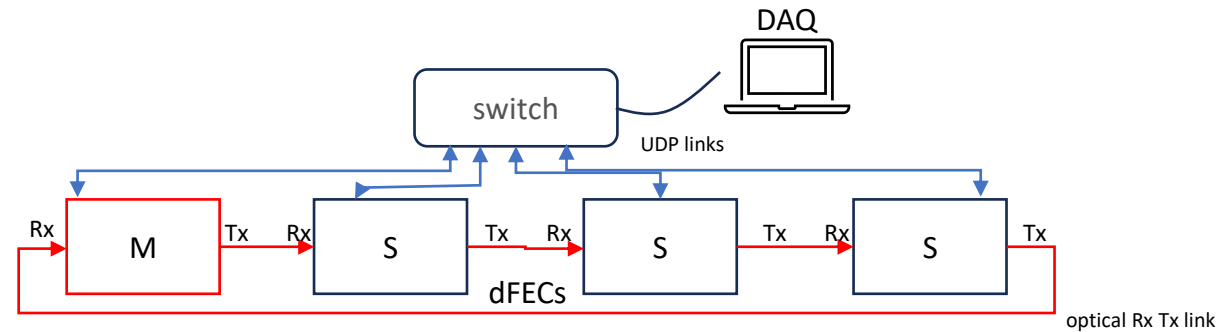 DAQ
switch
UDP links
Rx
M
Tx
Rx
S
Tx
Rx
S
Tx
Rx
S
Tx
dFECs
optical Rx Tx link